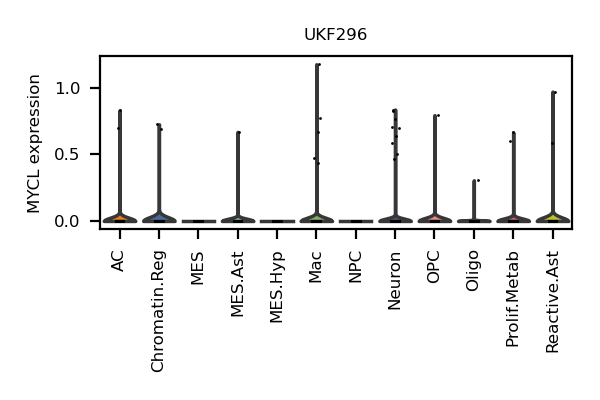 UKF296
MYCL expression
1.0
0.5
0.0
AC
Chromatin.Reg
MES
MES.Ast
MES.Hyp
Mac
NPC
Neuron
OPC
Oligo
Prolif.Metab
Reactive.Ast